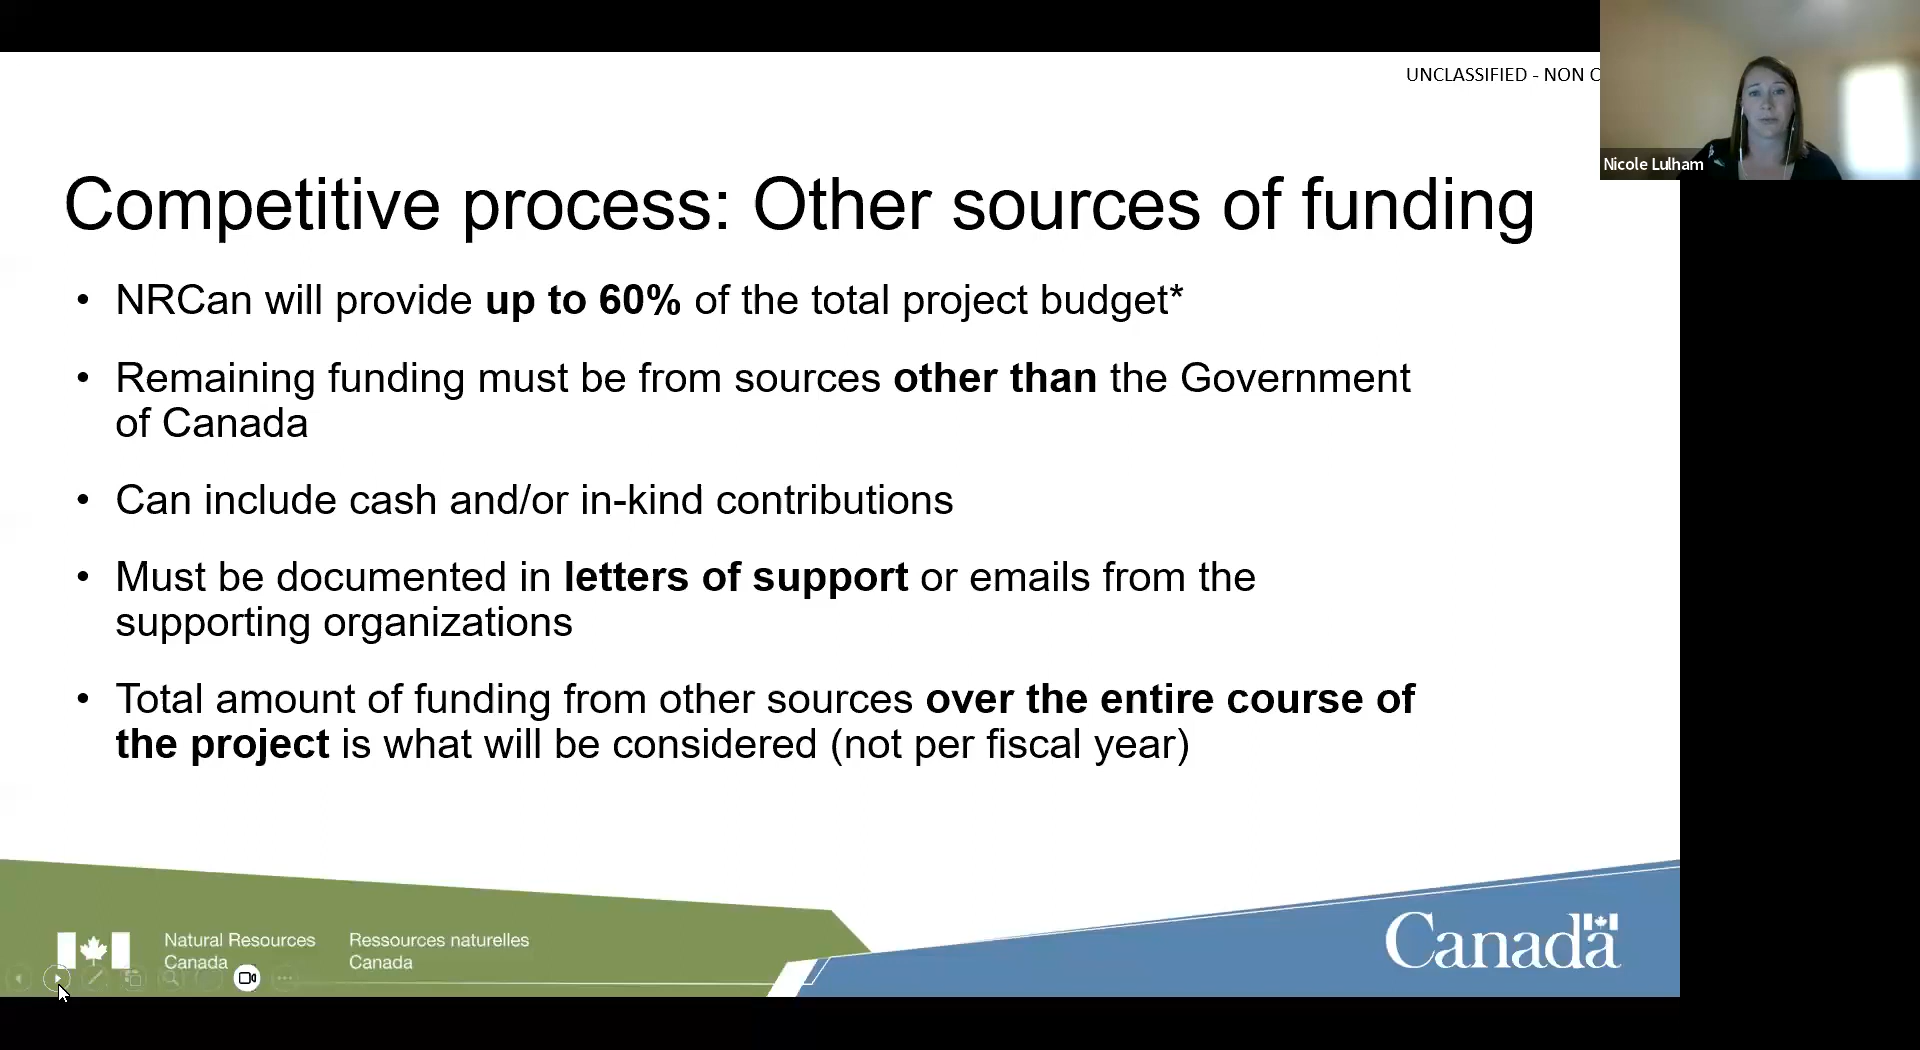 UNCLASSIFIED - NON C
Nicole Lulham
Competitive process: Other sources of funding
• NRCan will provide up to 60% of the total project budget*
• Remaining funding must be from sources other than the Government
of Canada
• Can include cash and/or in-kind contributions
• Must be documented in letters of support or emails from the
supporting organizations
• Total amount of funding from other sources over the entire course of
the project is what will be considered (not per fiscal year)
Natural Resources
Canada
Ressources naturelles
Canada
Canada